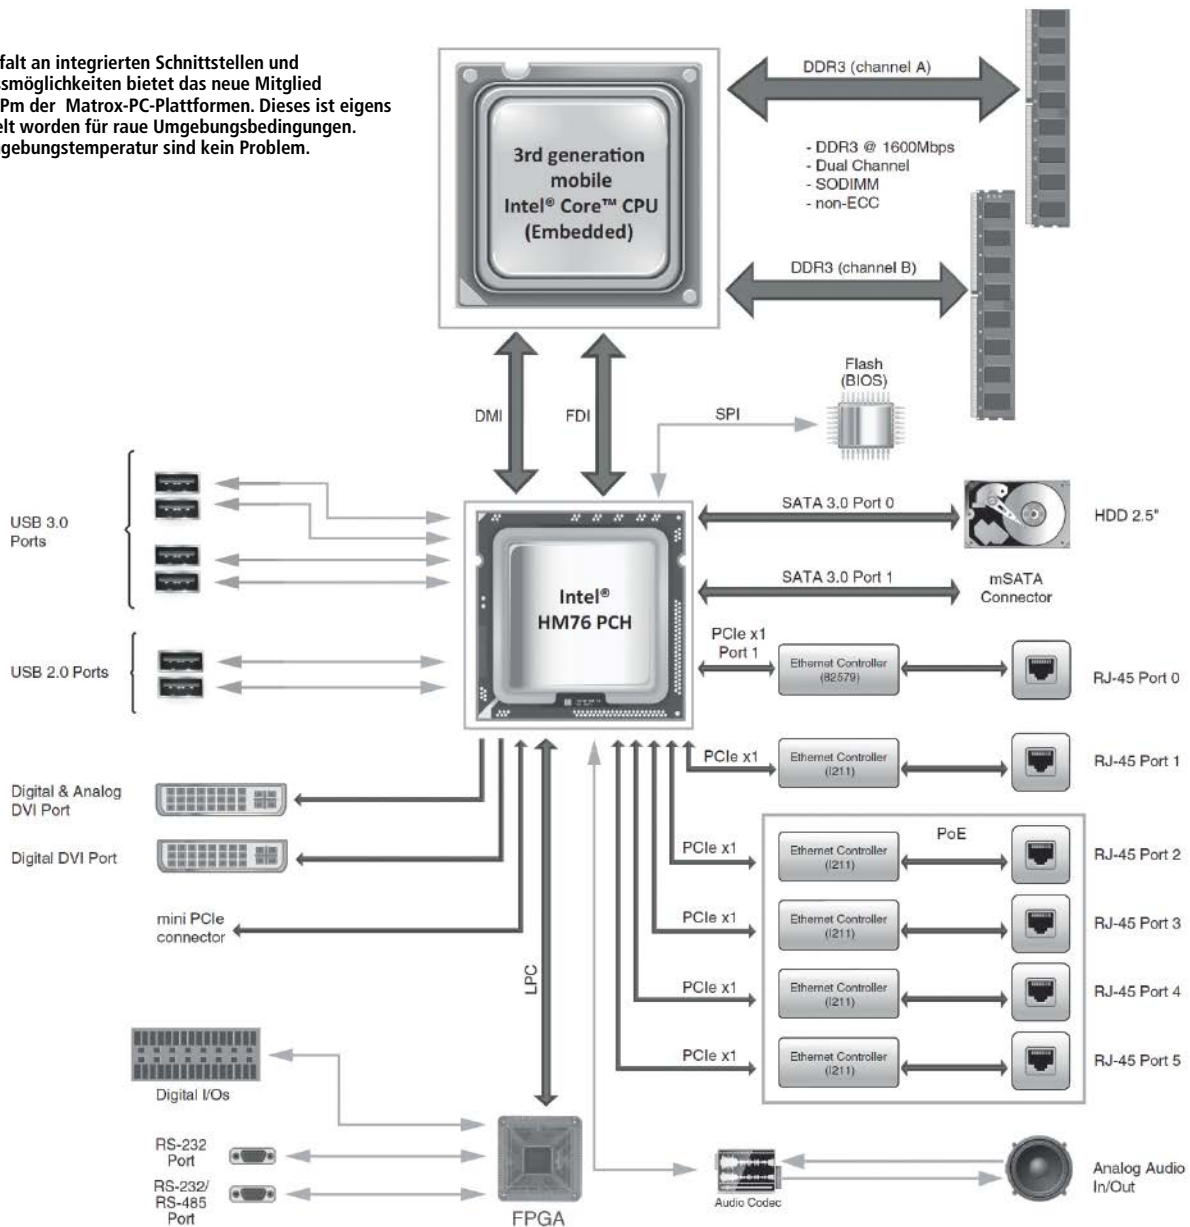 falt an integrierten Schnittstellen und
smöglichkeiten bietet das neue Mitglied
Pm der Matrox-PC-Plattformen. Dieses ist eigens
elt worden für raue Umgebungsbedingungen.
gebungstemperatur sind kein Problem.
3rd generation
mobile
Intel® Core™ CPU
(Embedded)
DDR3 (channel A)
- DDR3 @ 1600Mbps
- Dual Channel
- SODIMM
- non-ECC
DDR3 (channel B)
Flash
(BIOS)
DMI
FDI
SPI
USB 3.0
Ports
SATA 3.0 Port 0
HDD 2.5"
SATA 3.0 Port 1
mSATA
Connector
Intel®
HM76 PCH
USB 2.0 Ports
PCIe x1
Port 1
Ethernet Controller
(82579)
RJ-45 Port 0
PCIe x1
Ethernet Controller
(I211)
RJ-45 Port 1
Digital & Analog
DVI Port
Digital DVI Port
PoE
PCIe x1
Ethernet Controller
(I211)
RJ-45 Port 2
mini PCIe
connector
PCIe x1
Ethernet Controller
(I211)
RJ-45 Port 3
LPC
PCIe x1
Ethernet Controller
(I211)
RJ-45 Port 4
PCIe x1
Ethernet Controller
(I211)
RJ-45 Port 5
Digital I/Os
RS-232
Port
RS-232/
RS-485
Port
FPGA
Audio Codec
Analog Audio
In/Out